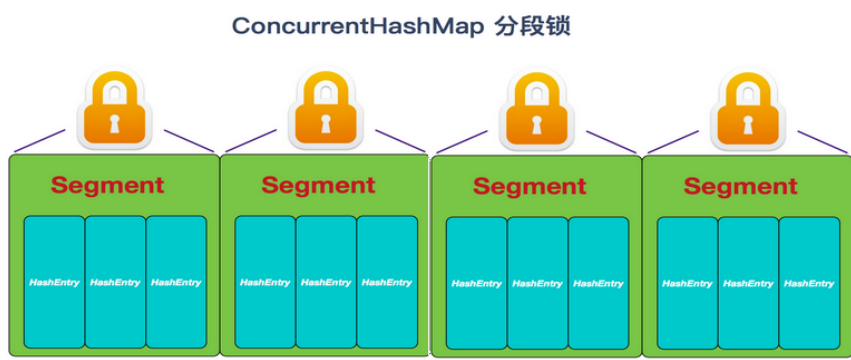 ConcurrentHashMap 分段锁
Segment Segment Segment Segment
HashEntry HashEntry HashEntry HashEntry HashEntry HashEntry HashEntry HashEntry HashEntry HashEntry HashEntry HashEntry